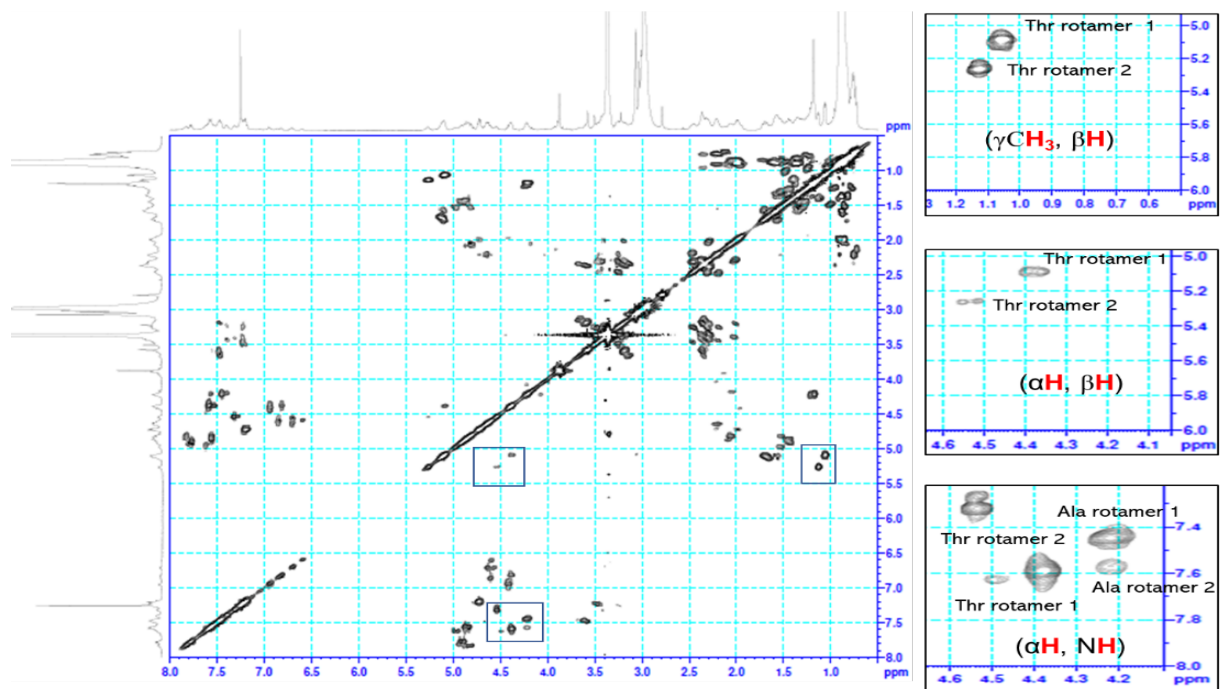 ppm
1.0
1.5
2.0
2.5
3.0
3.5
4.0
4.5
5.0
5.5
6.0
6.5
7.0
7.5
8.0
8.0 7.5 7.0 6.5 6.0 5.5 5.0 4.5 4.0 3.5 3.0 2.5 2.0 1.5 1.0 ppm
Thr rotamer 1
Thr rotamer 2
(γCH₃, βH)
5.0
5.2
5.4
5.6
5.8
6.0
3 1.2 1.1 1.0 0.9 0.8 0.7 0.6 ppm
Thr rotamer 1
Thr rotamer 2
(αH, βH)
5.0
5.2
5.4
5.6
5.8
6.0
4.6 4.5 4.4 4.3 4.2 4.1 ppm
Ala rotamer 1
Thr rotamer 2
Ala rotamer 2
Thr rotamer 1
(αH, NH)
7.4
7.6
7.8
8.0
4.6 4.5 4.4 4.3 4.2 ppm